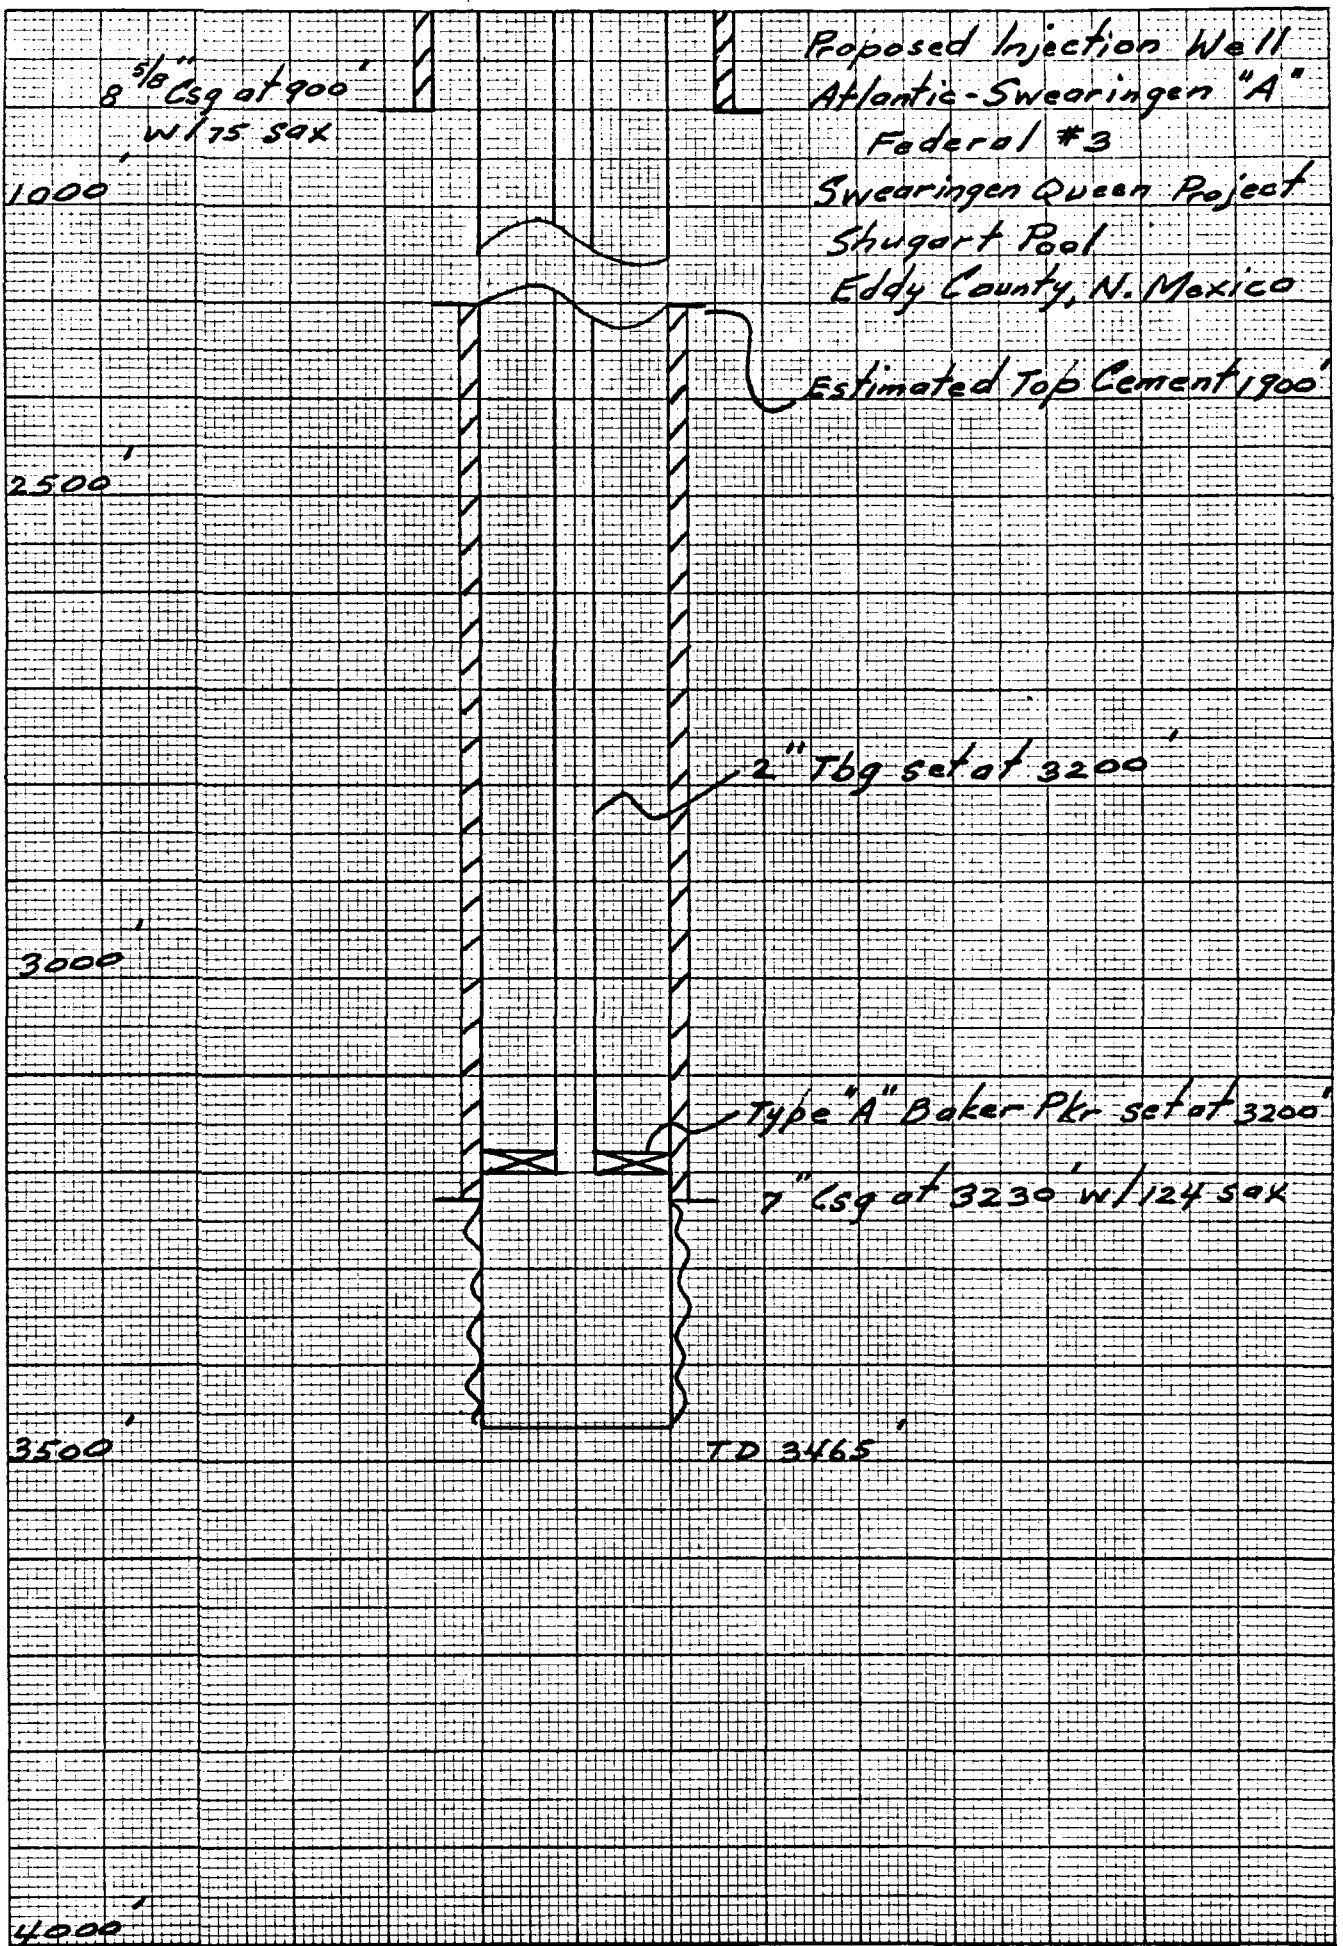 Proposed Injection Well
Atlantic-Swearingen "A"
Federal #3
Swearingen Queen Project
Shugart Pool
Eddy County, N. Mexico
8 5/8" Csg at 900'
w/75 sax
1000'
Estimated Top Cement 1900'
2500'
2" Tbg set at 3200'
3000'
Type "A" Baker Pkr set at 3200'
7" Csg at 3230' w/124 sax
3500'
TD 3465'
4000'